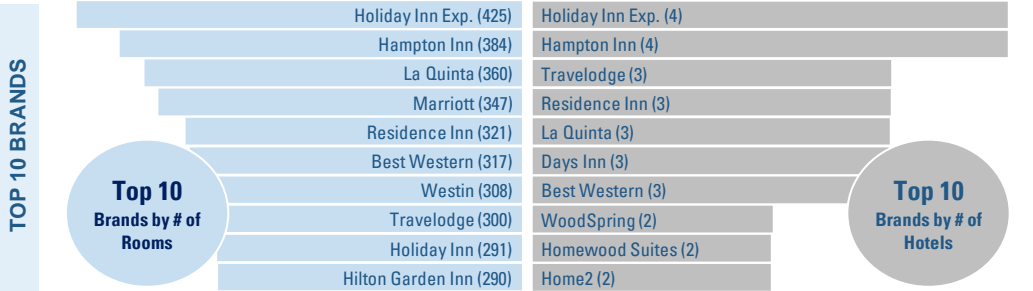 TOP 10 BRANDS
Holiday Inn Exp. (425)
Hampton Inn (384)
La Quinta (360)
Marriott (347)
Residence Inn (321)
Best Western (317)
Westin (308)
Travelodge (300)
Holiday Inn (291)
Hilton Garden Inn (290)
Top 10
Brands by # of
Rooms
Holiday Inn Exp. (4)
Hampton Inn (4)
Travelodge (3)
Residence Inn (3)
La Quinta (3)
Days Inn (3)
Best Western (3)
WoodSpring (2)
Homewood Suites (2)
Home2 (2)
Top 10
Brands by # of
Hotels